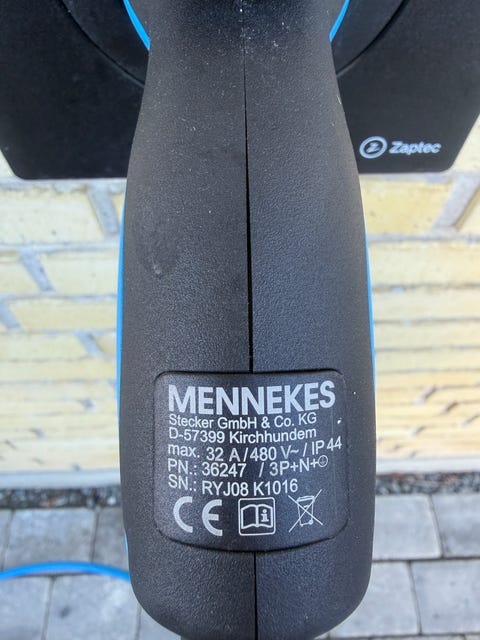 Zaptec
MENNEKES
Stecker GmbH & Co. KG
D-57399 Kirchhundem
max. 32 A/480 V~ / IP 44
PN.: 36247 / 3P+N+⏚
SN.: RYJ08 K1016
CE